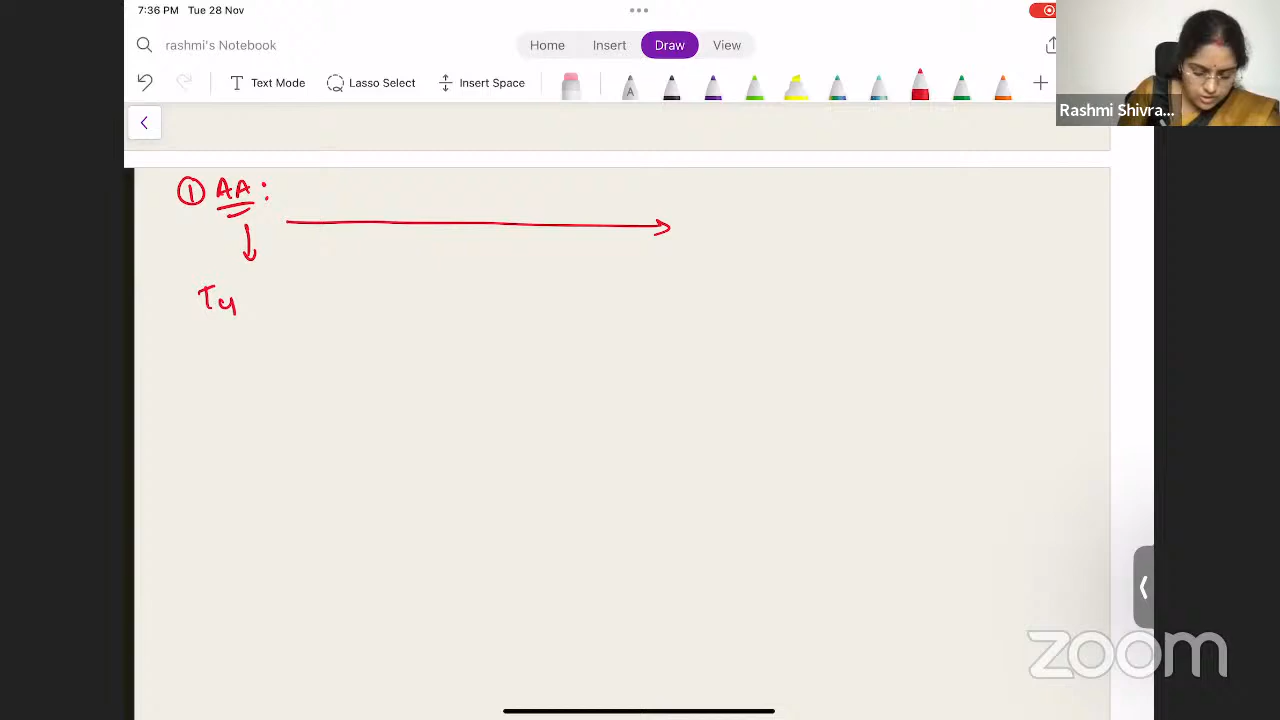 7:36 PM Tue 28 Nov
rashmi's Notebook
Home Insert Draw View
Text Mode Lasso Select Insert Space
A
Rashmi Shivra...
① AA :
Ty
zoom